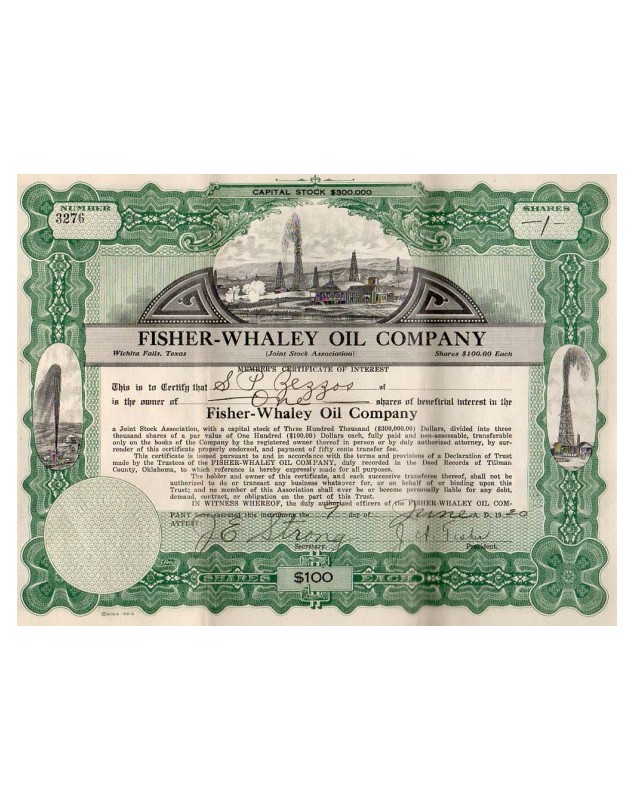 CAPITAL STOCK $300.000
NUMBER
3276
SHARES
-1-
FISHER-WHALEY OIL COMPANY
Wichita Falls, Texas (Joint Stock Association) Shares $100.00 Each
MEMBER'S CERTIFICATE OF INTEREST
This is to Certify that S P Bezzos of
is the owner of One shares of beneficial interest in the
Fisher-Whaley Oil Company
a Joint Stock Association, with a capital stock of Three Hundred Thousand ($300,000.00) Dollars, divided into three
thousand shares of a par value of One Hundred ($100.00) Dollars each, fully paid and non-assessable, transferable
only on the books of the Company by the registered owner thereof in person or by duly authorized attorney, by sur-
render of this certificate properly endorsed, and payment of fifty cents transfer fee.
This certificate is issued pursuant to and in accordance with the terms and provisions of a Declaration of Trust
made by the Trustees of the FISHER-WHALEY OIL COMPANY, duly recorded in the Deed Records of Tillman
County, Oklahoma, which reference to is hereby expressly made for all purposes.
The holder and owner of this certificate, and each successive transferee thereof, shall not be
authorized to do or transact any business whatever for, or on behalf of or binding upon this
Trust; and no member of this Association shall ever be or become personally liable for any debt,
demand, contract, or obligation on the part of this Trust.
IN WITNESS WHEREOF, the duly authorized officers of the FISHER-WHALEY OIL COM-
PANY have executed this instrument the 7 day of June A. D. 1920
ATTEST:
J E Strong
Secretary. President.
SHARES $100 EACH